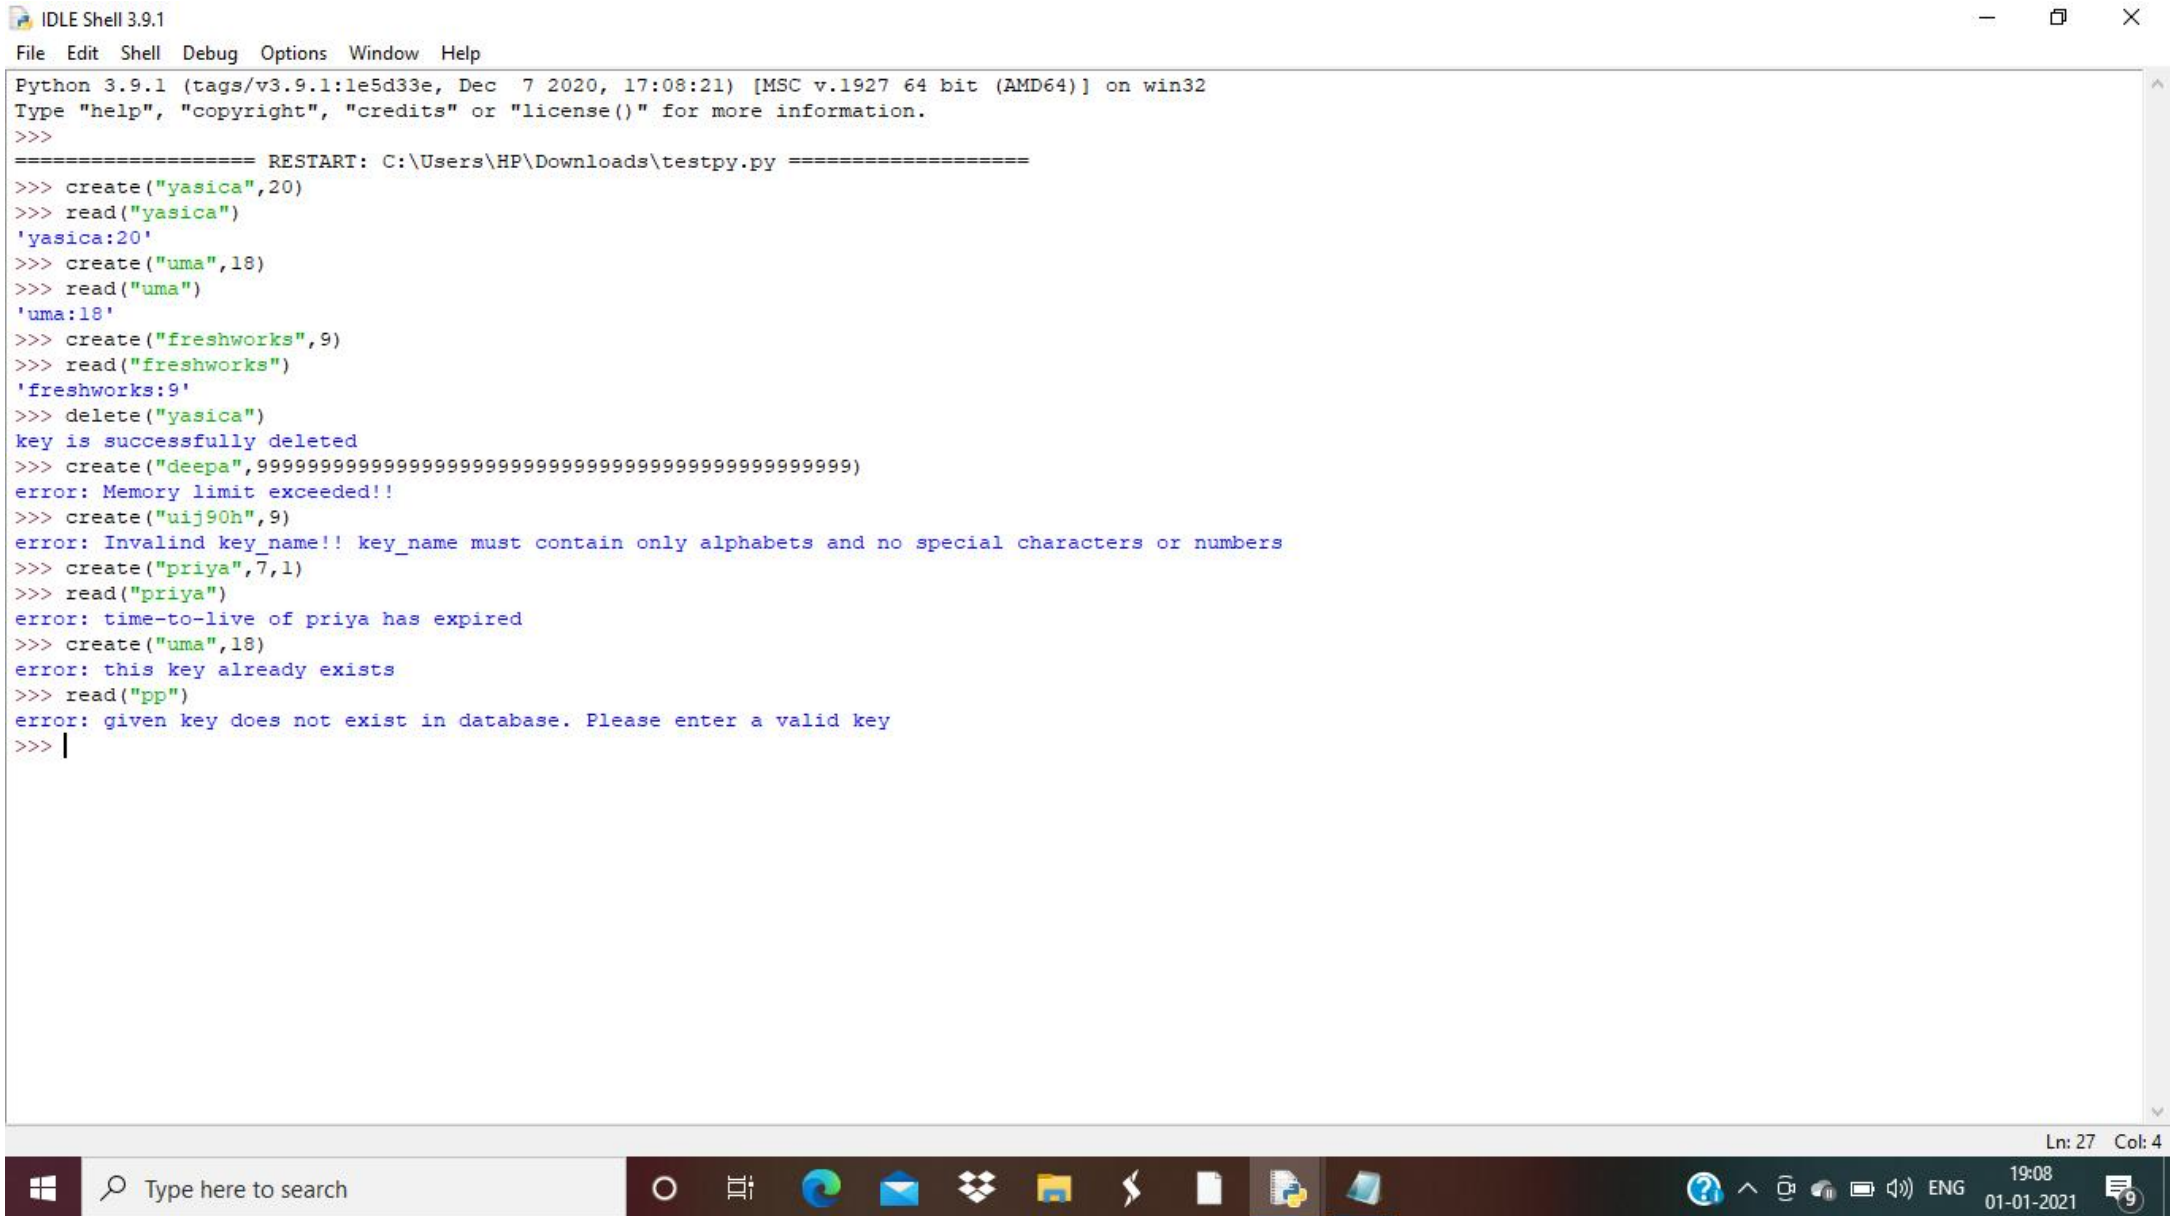 IDLE Shell 3.9.1
File Edit Shell Debug Options Window Help
Python 3.9.1 (tags/v3.9.1:1e5d33e, Dec  7 2020, 17:08:21) [MSC v.1927 64 bit (AMD64)] on win32
Type "help", "copyright", "credits" or "license()" for more information.
>>>
=================== RESTART: C:\Users\HP\Downloads\testpy.py ===================
>>> create("yasica",20)
>>> read("yasica")
'yasica:20'
>>> create("uma",18)
>>> read("uma")
'uma:18'
>>> create("freshworks",9)
>>> read("freshworks")
'freshworks:9'
>>> delete("yasica")
key is successfully deleted
>>> create("deepa",99999999999999999999999999999999999999999999999)
error: Memory limit exceeded!!
>>> create("uij90h",9)
error: Invalind key_name!! key_name must contain only alphabets and no special characters or numbers
>>> create("priya",7,1)
>>> read("priya")
error: time-to-live of priya has expired
>>> create("uma",18)
error: this key already exists
>>> read("pp")
error: given key does not exist in database. Please enter a valid key
>>>
Ln: 27 Col: 4
Type here to search
ENG
19:08
01-01-2021
9